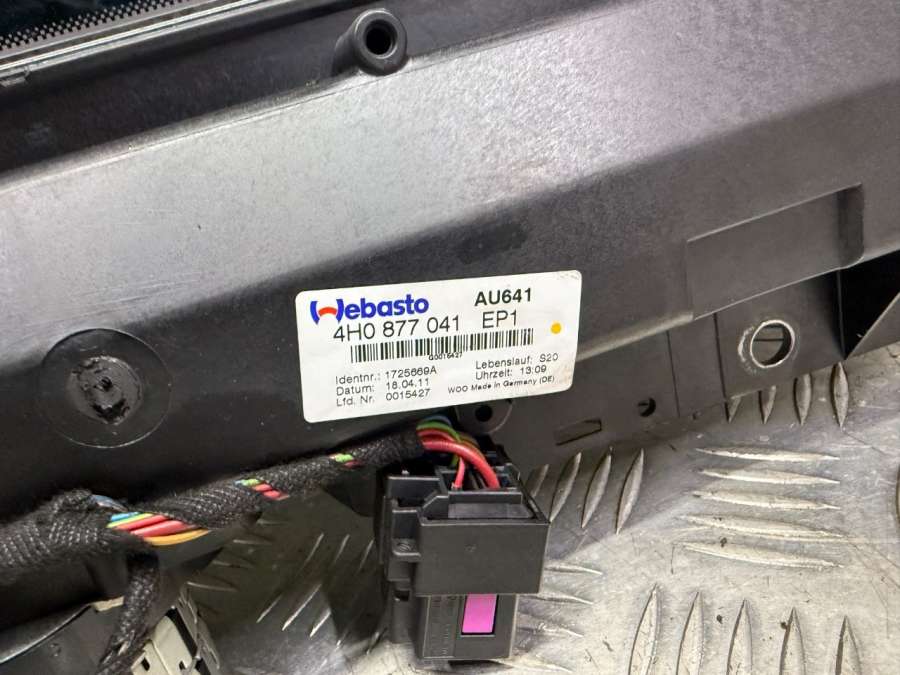 Webasto AU641
4H0 877 041 EP1
G0015427
Identnr.: 1725669A Lebenslauf: S20
Datum: 18.04.11 Uhrzeit: 13:09
Lfd. Nr. 0015427 WOO Made in Germany (DE)